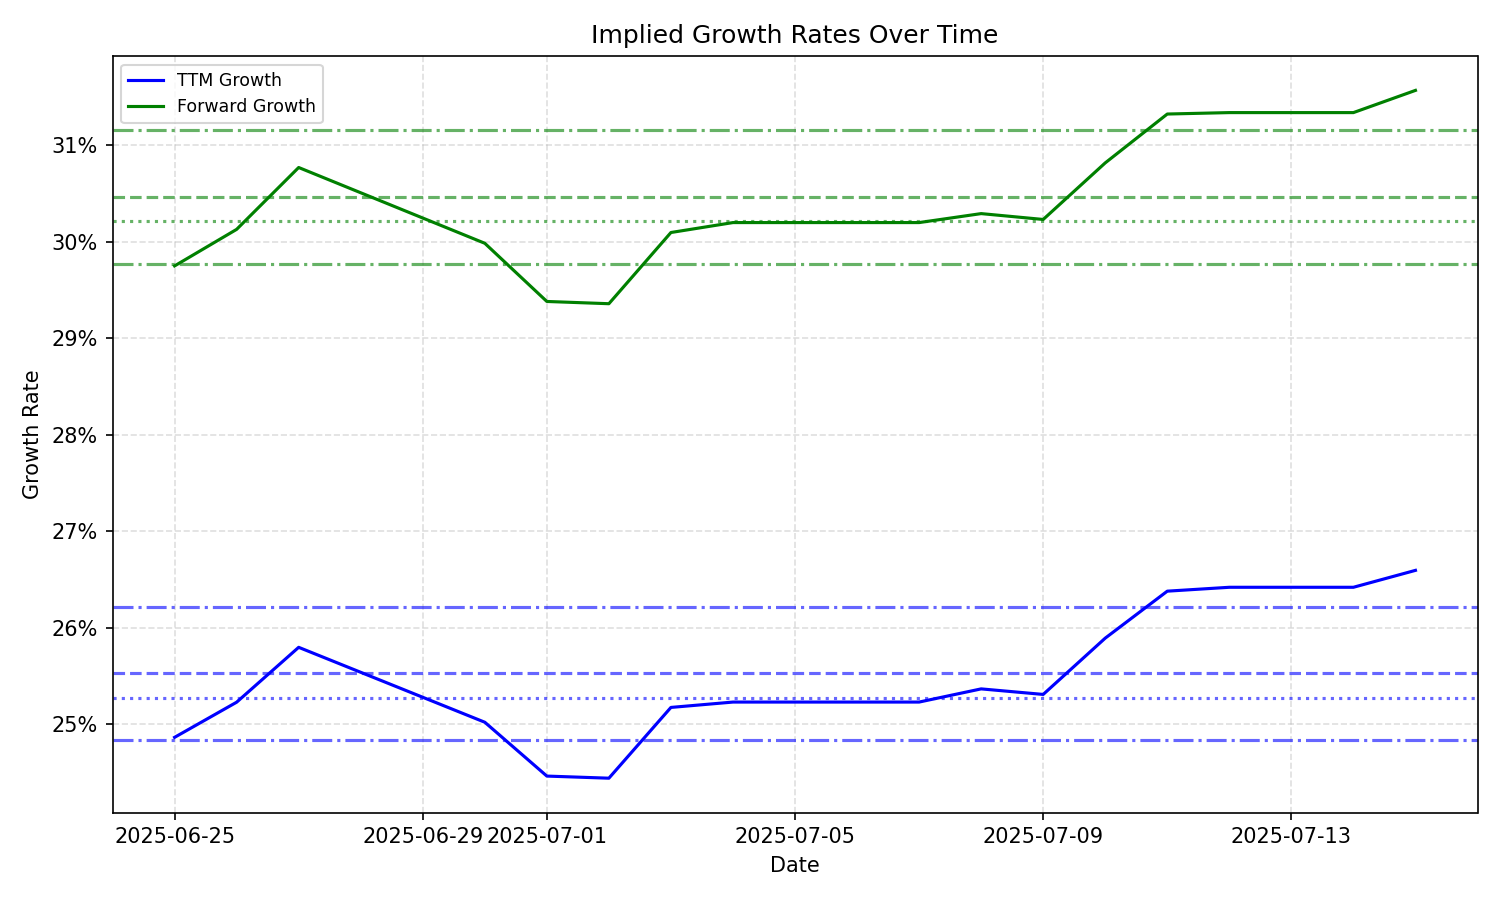 Implied Growth Rates Over Time
TTM Growth
Forward Growth
31%
30%
29%
28%
27%
26%
25%
Growth Rate
2025-06-25
2025-06-29
2025-07-01
2025-07-05
2025-07-09
2025-07-13
Date